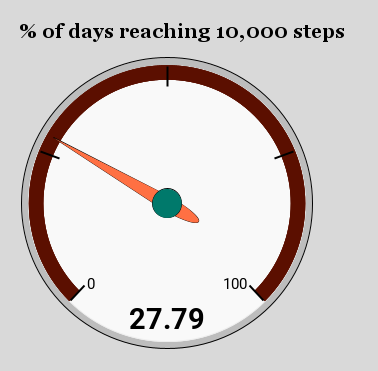 % of days reaching 10,000 steps
0
100
27.79